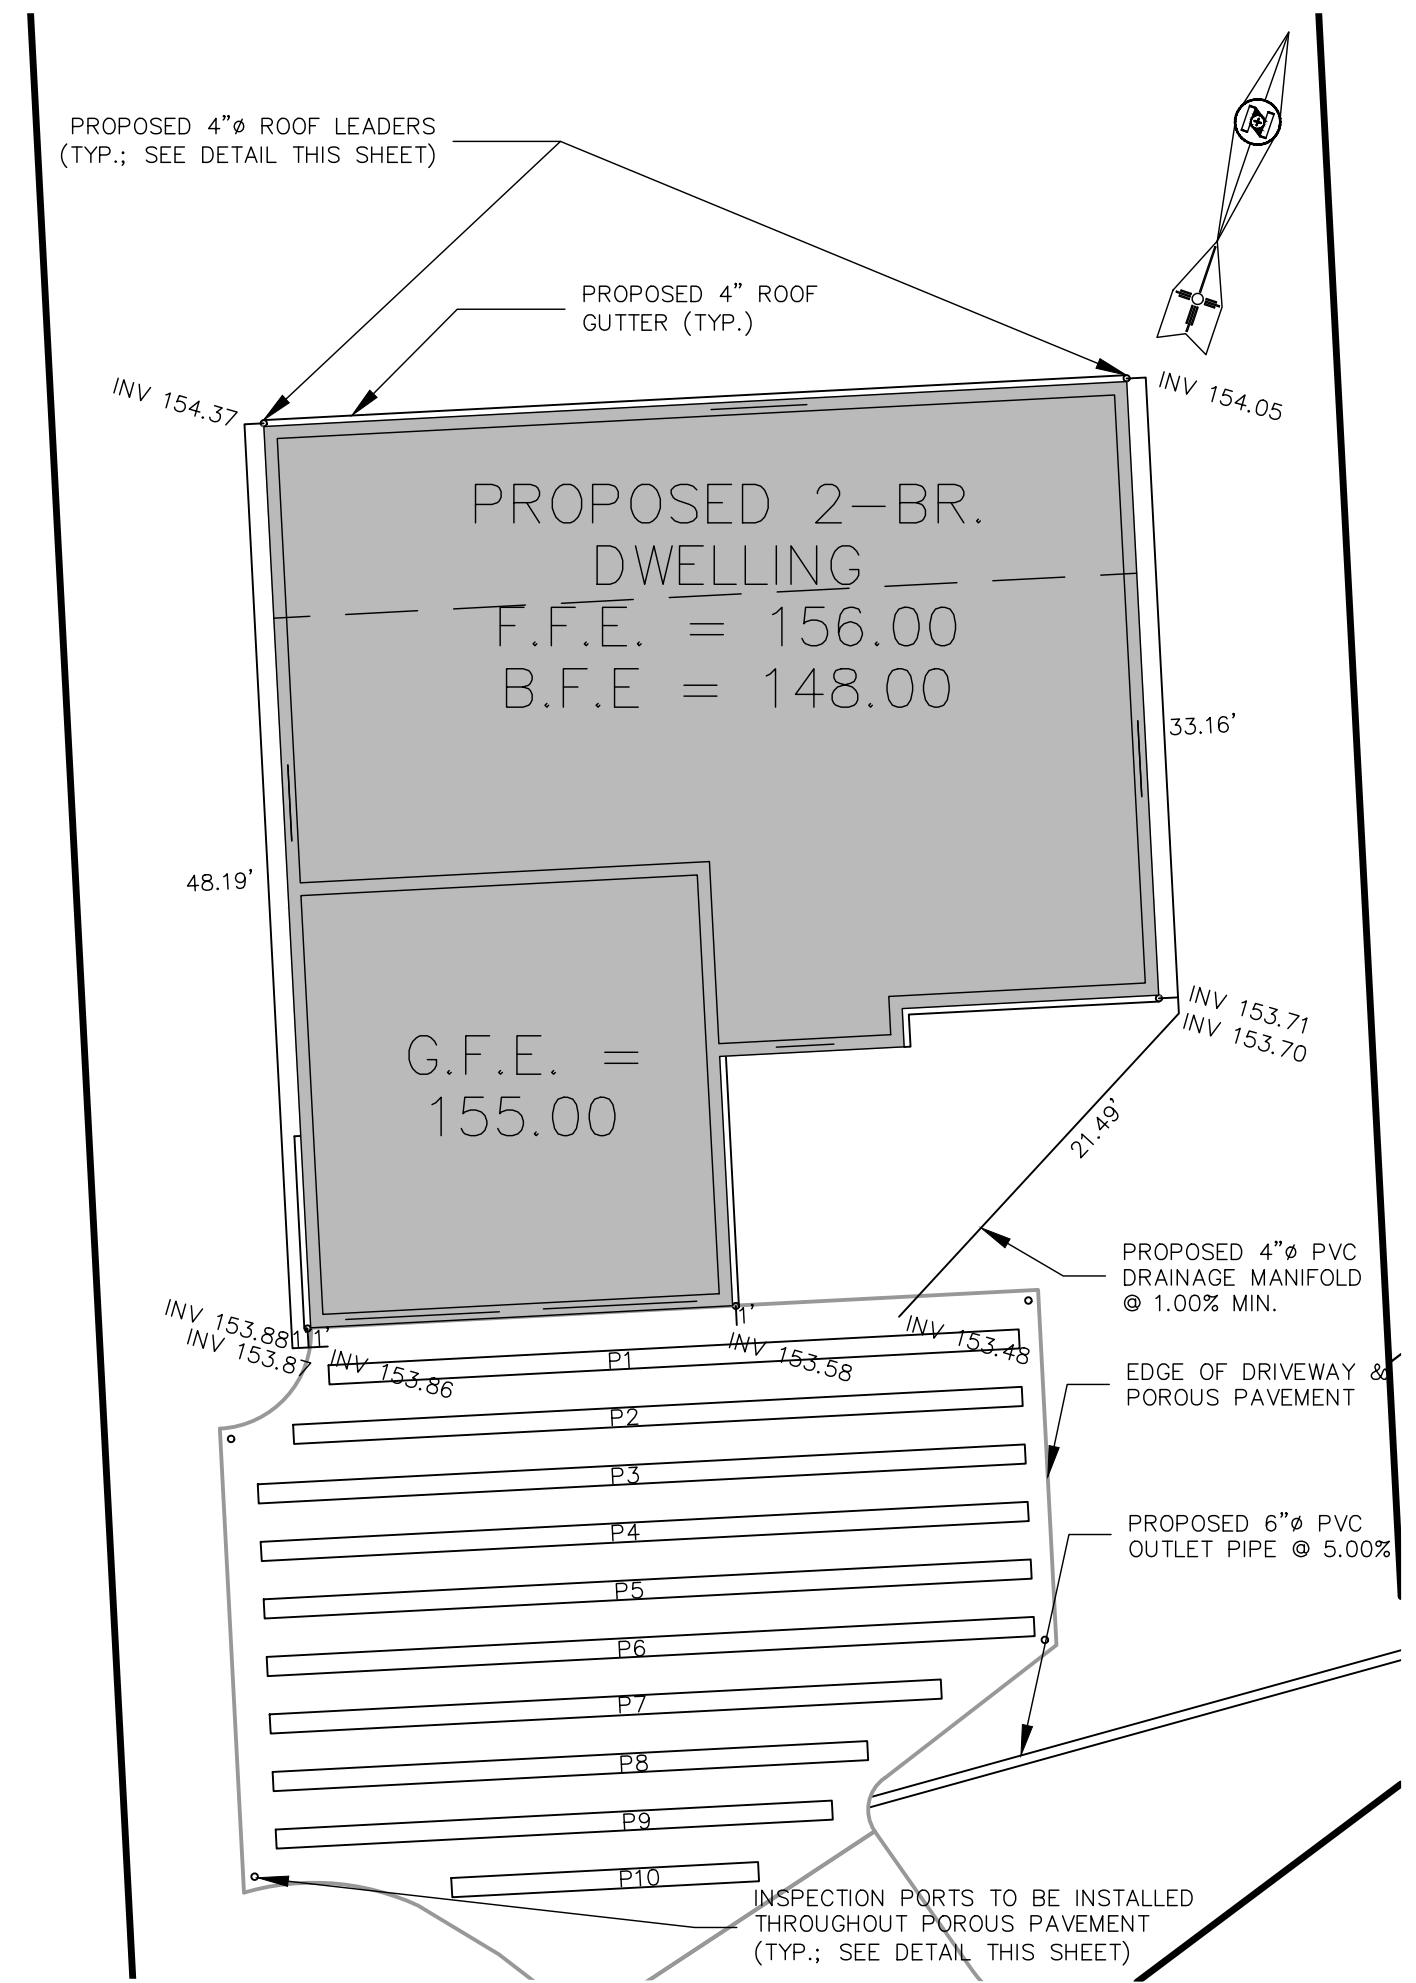 PROPOSED 4"ø ROOF LEADERS
(TYP.; SEE DETAIL THIS SHEET)
PROPOSED 4" ROOF
GUTTER (TYP.)
INV 154.37
INV 154.05
PROPOSED 2-BR.
DWELLING
F.F.E. = 156.00
B.F.E = 148.00
33.16'
48.19'
INV 153.71
INV 153.70
G.F.E. =
155.00
21.49'
PROPOSED 4"ø PVC
DRAINAGE MANIFOLD
@ 1.00% MIN.
INV 153.88
INV 153.87
1'
1'
INV 153.86
1'
INV 153.58
INV 153.48
EDGE OF DRIVEWAY &
POROUS PAVEMENT
P1
P2
P3
P4
P5
P6
P7
P8
P9
P10
PROPOSED 6"ø PVC
OUTLET PIPE @ 5.00%
INSPECTION PORTS TO BE INSTALLED
THROUGHOUT POROUS PAVEMENT
(TYP.; SEE DETAIL THIS SHEET)